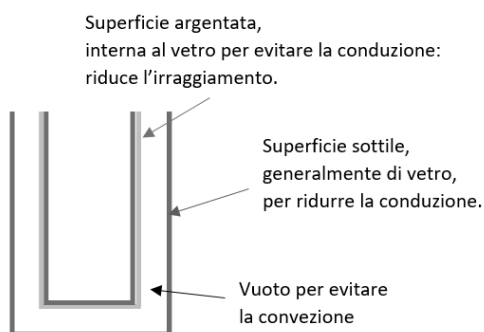 Superficie argentata,
interna al vetro per evitare la conduzione:
riduce l'irraggiamento.
Superficie sottile,
generalmente di vetro,
per ridurre la conduzione.
Vuoto per evitare
la convezione